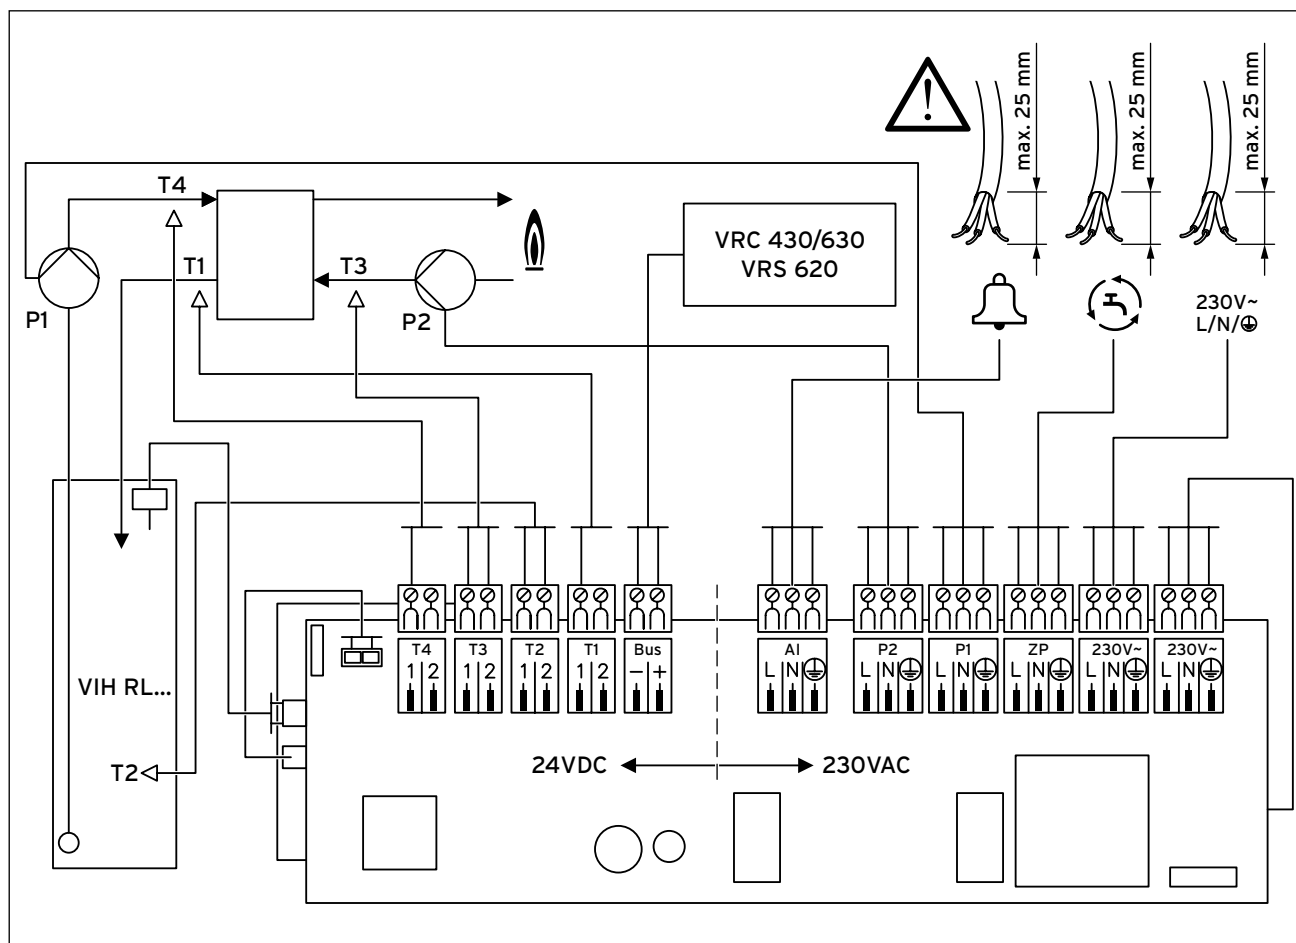 max. 25 mm
max. 25 mm
max. 25 mm
T4
T1
T3
P1
P2
VRC 430/630
VRS 620
230V~
L/N/⏚
VIH RL...
T2
T4
1 2
T3
1 2
T2
1 2
T1
1 2
Bus
− +
AI
L N ⏚
P2
L N ⏚
P1
L N ⏚
ZP
L N ⏚
230V~
L N ⏚
230V~
L N ⏚
24VDC
230VAC